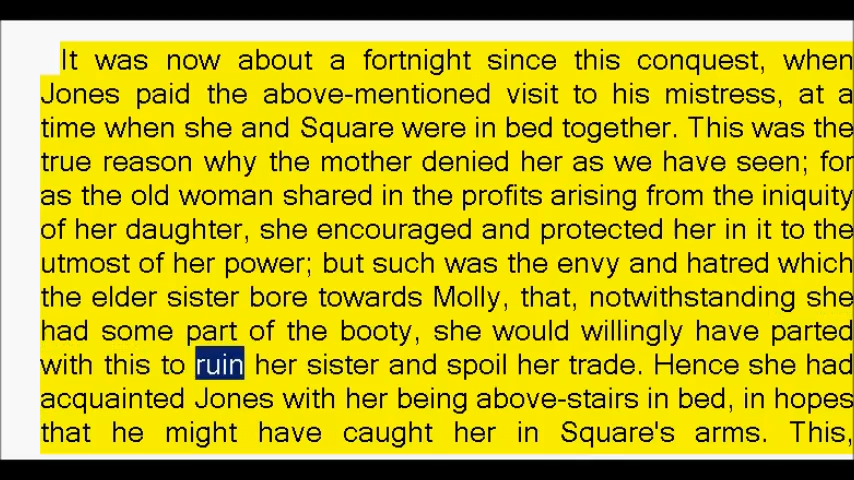 It was now about a fortnight since this conquest, when
Jones paid the above-mentioned visit to his mistress, at a
time when she and Square were in bed together. This was the
true reason why the mother denied her as we have seen; for
as the old woman shared in the profits arising from the iniquity
of her daughter, she encouraged and protected her in it to the
utmost of her power; but such was the envy and hatred which
the elder sister bore towards Molly, that, notwithstanding she
had some part of the booty, she would willingly have parted
with this to ruin her sister and spoil her trade. Hence she had
acquainted Jones with her being above-stairs in bed, in hopes
that he might have caught her in Square's arms. This,